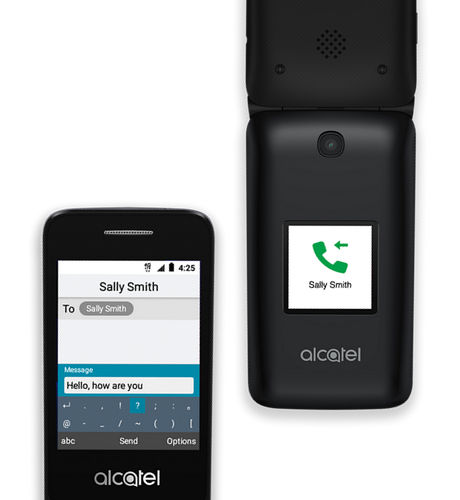 4:25
Sally Smith
To Sally Smith
Message
Hello, how are you
. , ! ? ; :
@ - _ / ( ) '
abc Send Options
alcatel
Sally Smith
alcatel